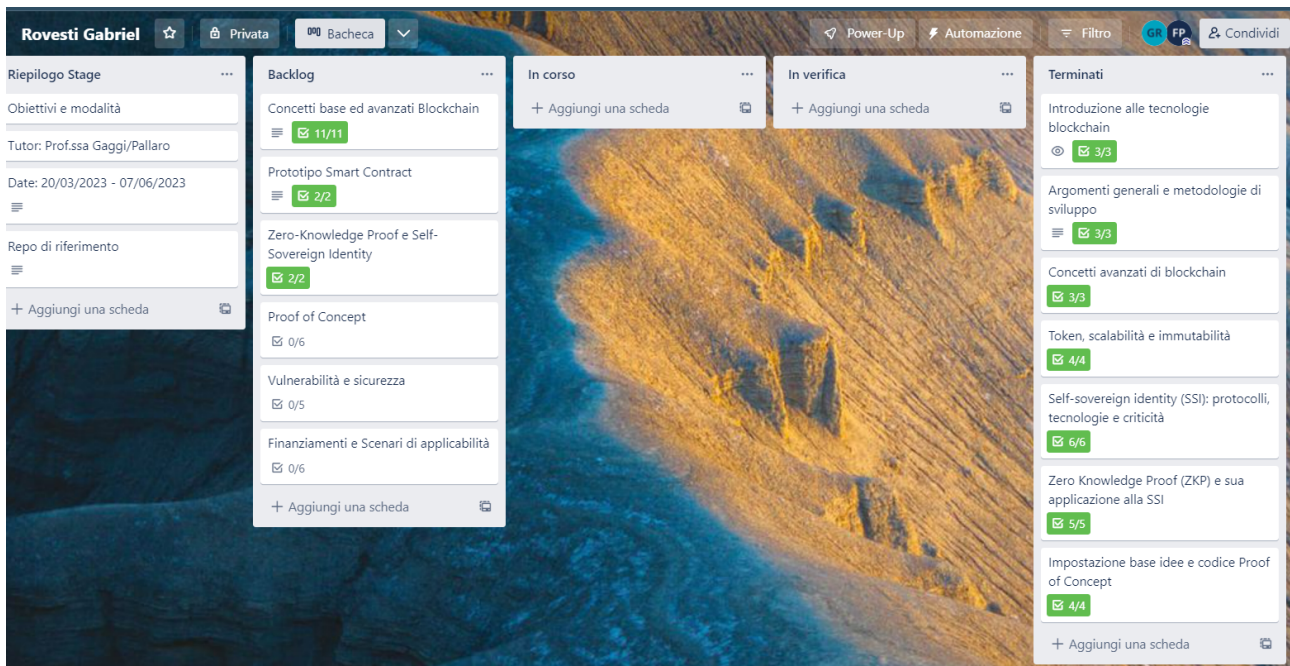 Rovesti Gabriel
Privata
Bacheca
Power-Up
Automazione
Filtro
GR
FP
Condividi
Riepilogo Stage
Obiettivi e modalità
Tutor: Prof.ssa Gaggi/Pallaro
Date: 20/03/2023 - 07/06/2023
Repo di riferimento
+ Aggiungi una scheda
Backlog
Concetti base ed avanzati Blockchain
11/11
Prototipo Smart Contract
2/2
Zero-Knowledge Proof e Self-
Sovereign Identity
2/2
Proof of Concept
0/6
Vulnerabilità e sicurezza
0/5
Finanziamenti e Scenari di applicabilità
0/6
+ Aggiungi una scheda
In corso
+ Aggiungi una scheda
In verifica
+ Aggiungi una scheda
Terminati
Introduzione alle tecnologie
blockchain
3/3
Argomenti generali e metodologie di
sviluppo
3/3
Concetti avanzati di blockchain
3/3
Token, scalabilità e immutabilità
4/4
Self-sovereign identity (SSI): protocolli,
tecnologie e criticità
6/6
Zero Knowledge Proof (ZKP) e sua
applicazione alla SSI
5/5
Impostazione base idee e codice Proof
of Concept
4/4
+ Aggiungi una scheda